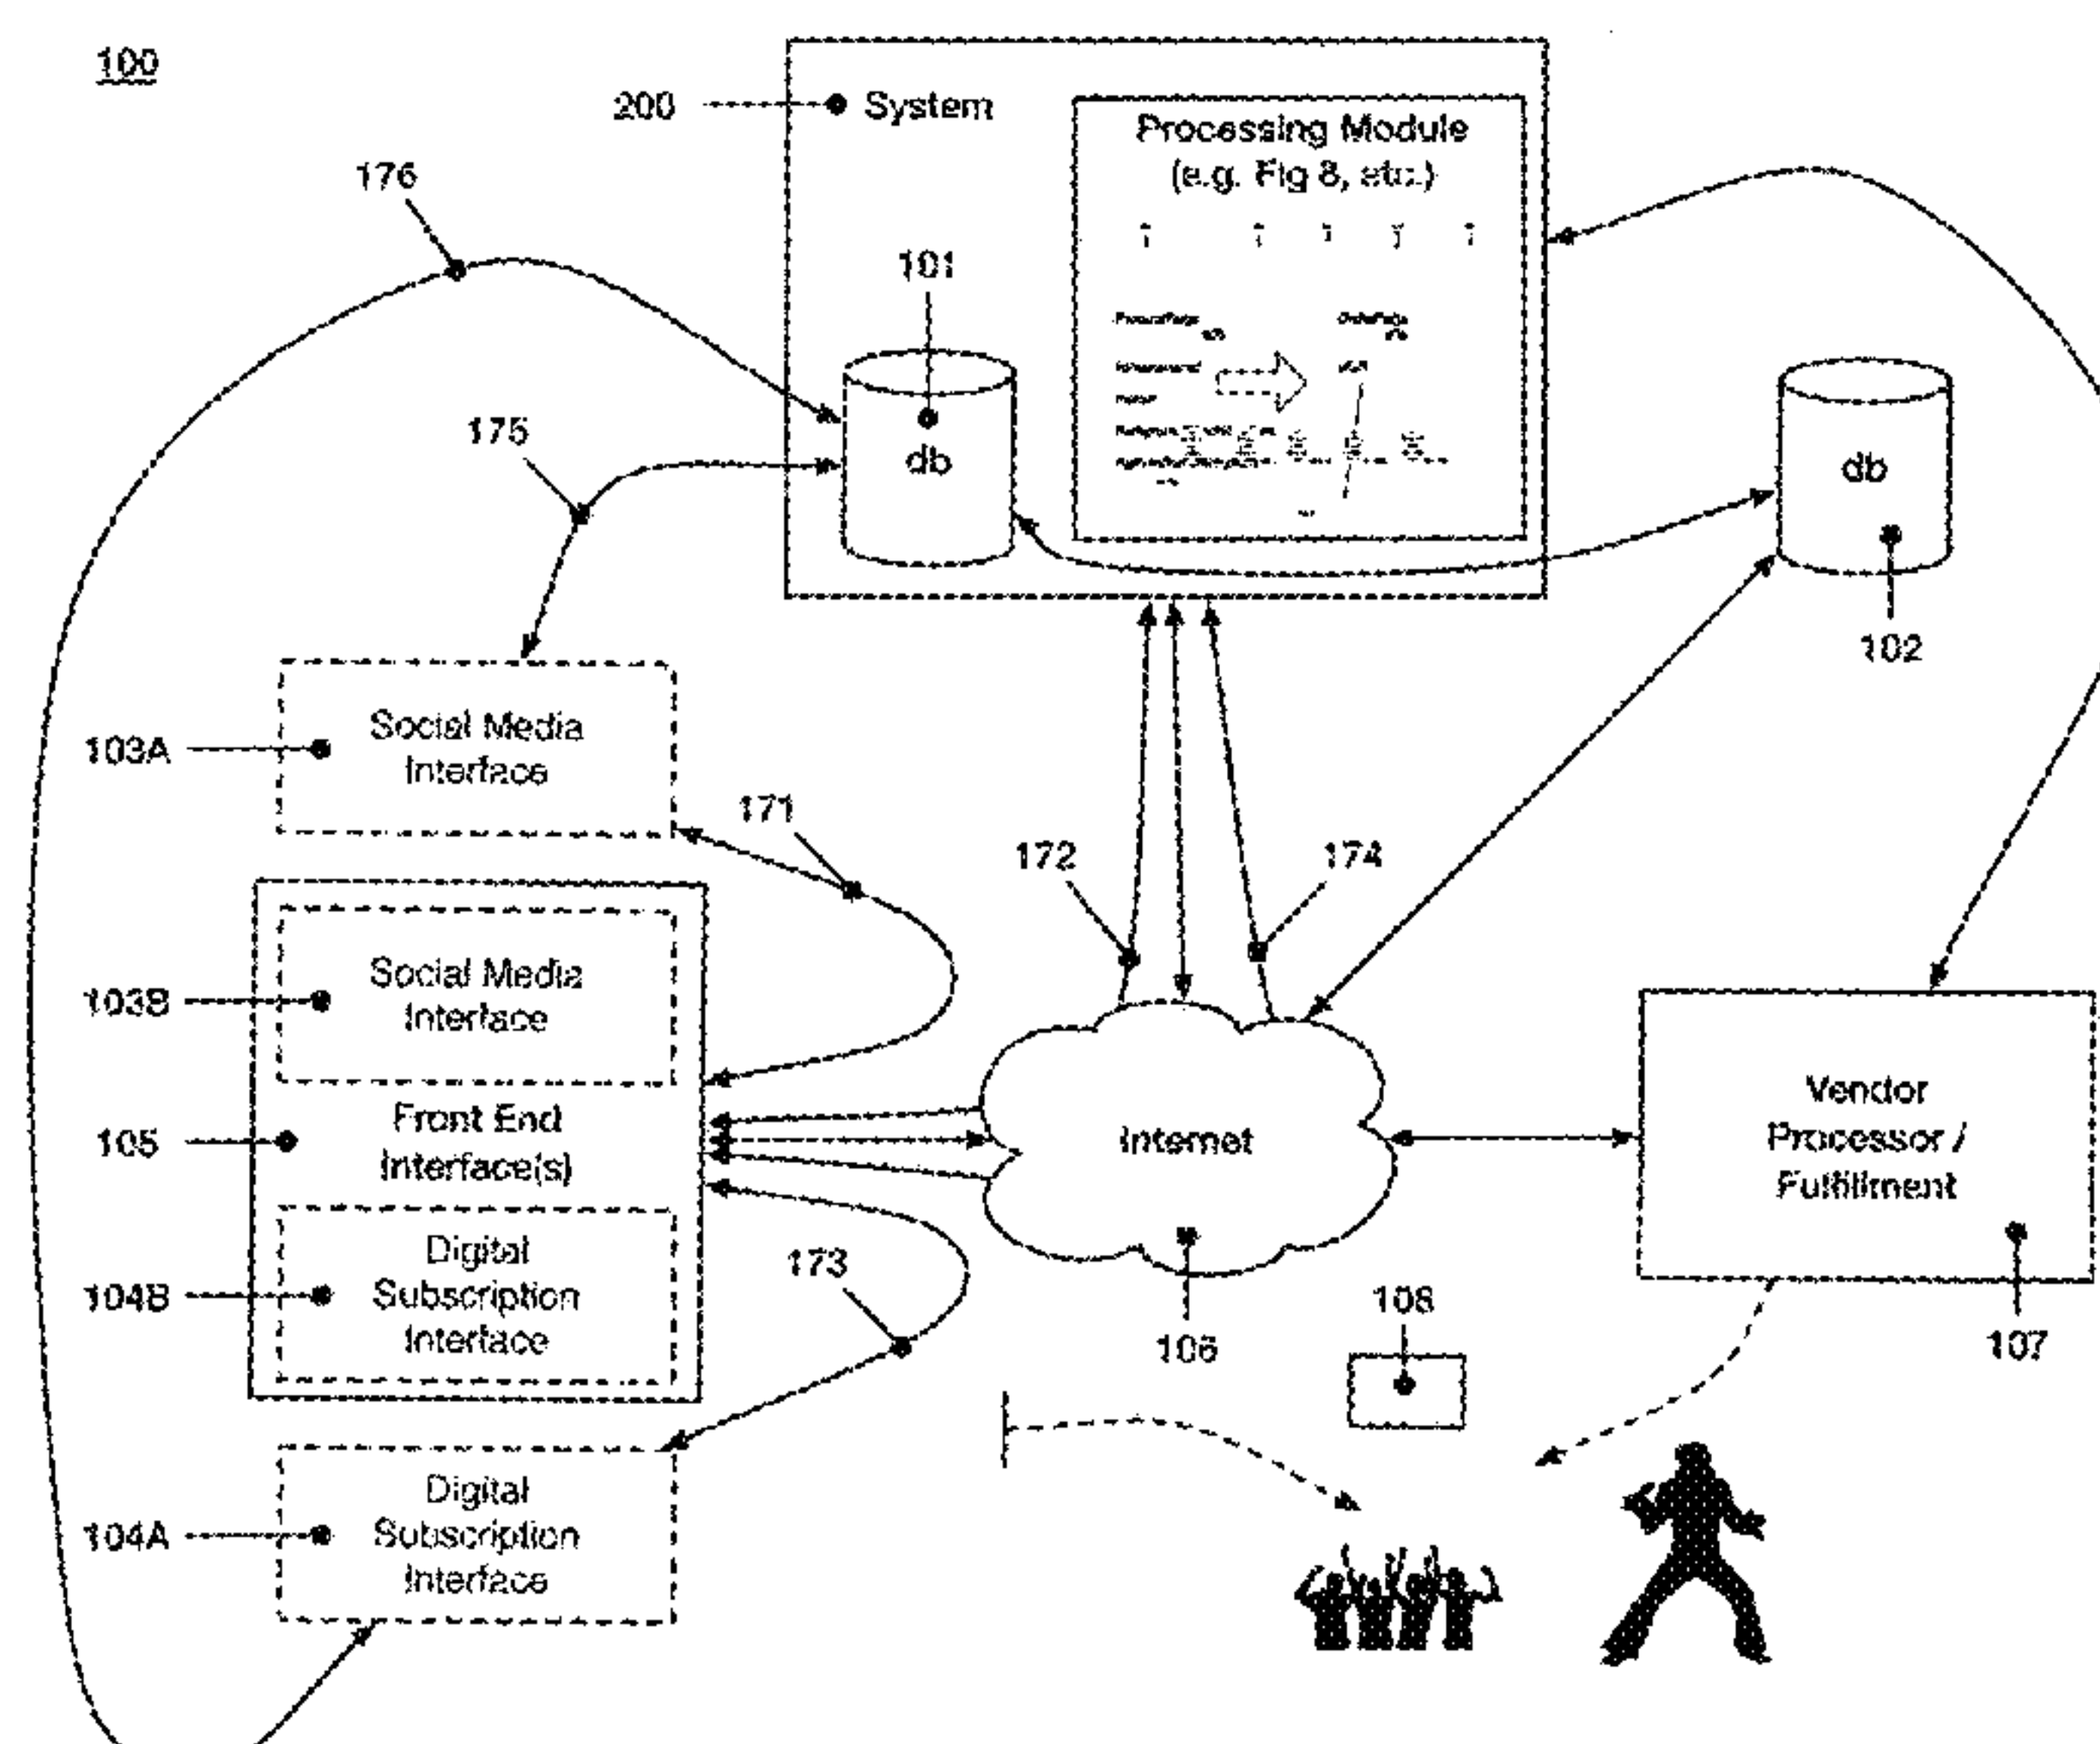 100
200
System
Processing Module
(e.g. Fig 8, etc.)
176
101
db
175
db
102
103A
Social Media
Interface
171
172
174
103B
Social Media
Interface
105
Front End
Interface(s)
Internet
Vendor
Processor /
Fulfillment
104B
Digital
Subscription
Interface
173
106
108
107
104A
Digital
Subscription
Interface